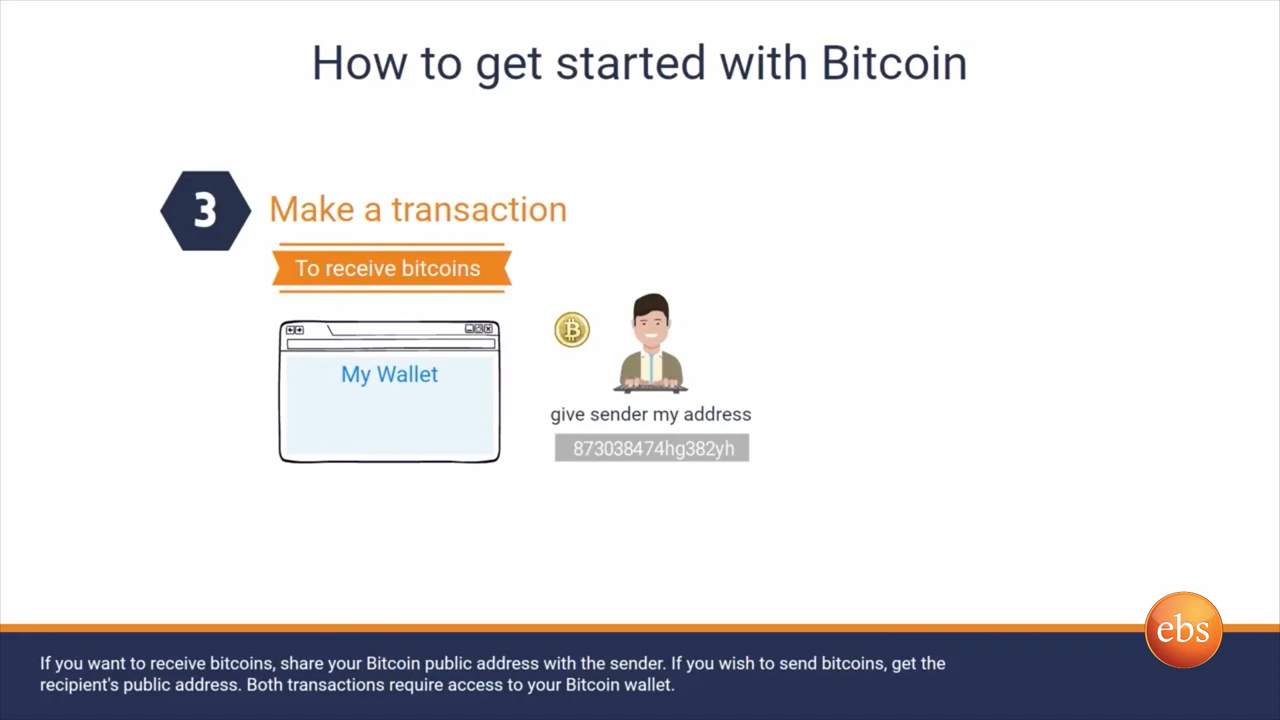 How to get started with Bitcoin
3
Make a transaction
To receive bitcoins
My Wallet
give sender my address
873038474hg382yh
ebs
If you want to receive bitcoins, share your Bitcoin public address with the sender. If you wish to send bitcoins, get the
recipient's public address. Both transactions require access to your Bitcoin wallet.